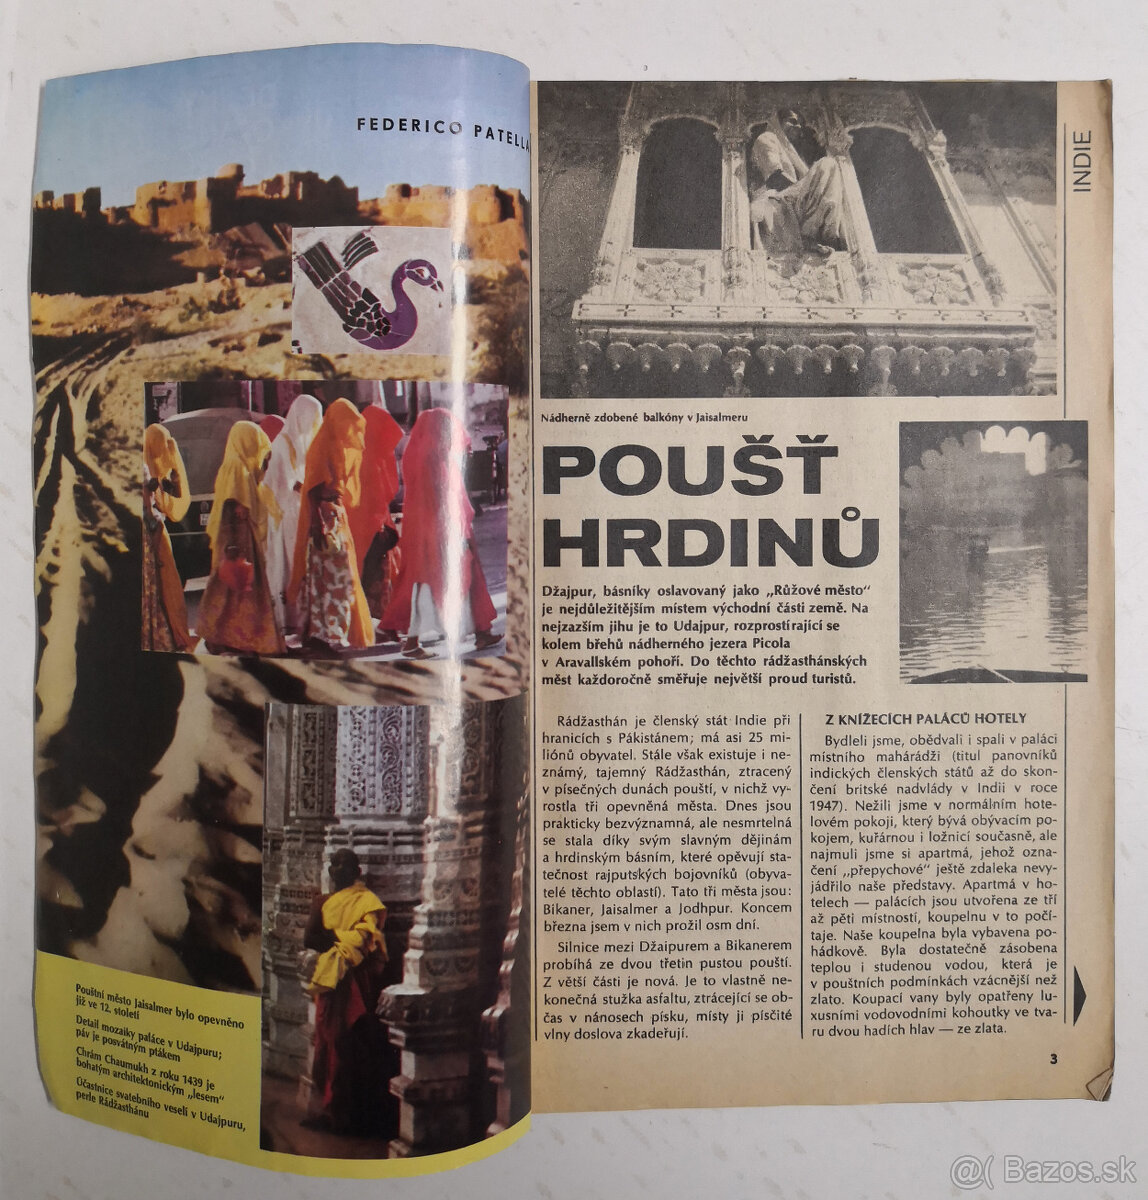 FEDERICO PATELLA
Pouštní město Jaisalmer bylo opevněno
již ve 12. století
Detail mozaiky paláce v Udajpuru;
páv je posvátným ptákem
Chrám Chaumukh z roku 1439 je
bohatým architektonickým „lesem“
Účastnice svatebního veselí v Udajpuru,
perle Rádžasthánu
INDIE
Nádherně zdobené balkóny v Jaisalmeru
POUŠŤ
HRDINŮ
Džajpur, básníky oslavovaný jako „Růžové město“
je nejdůležitějším místem východní části země. Na
nejzazším jihu je to Udajpur, rozprostírající se
kolem břehů nádherného jezera Picola
v Aravallském pohoří. Do těchto rádžasthánských
měst každoročně směřuje největší proud turistů.
Rádžasthán je členský stát Indie při
hranicích s Pákistánem; má asi 25 mi-
liónů obyvatel. Stále však existuje i ne-
známý, tajemný Rádžasthán, ztracený
v písečných dunách pouští, v nichž vy-
rostla tři opevněná města. Dnes jsou
prakticky bezvýznamná, ale nesmrtelná
se stala díky svým slavným dějinám
a hrdinským básním, které opěvují sta-
tečnost rajputských bojovníků (obyva-
telé těchto oblastí). Tato tři města jsou:
Bikaner, Jaisalmer a Jodhpur. Koncem
března jsem v nich prožil osm dní.
Silnice mezi Džaipurem a Bikanerem
probíhá ze dvou třetin pustou pouští.
Z větší části je nová. Je to vlastně ne-
konečná stužka asfaltu, ztrácející se ob-
čas v nánosech písku, místy ji písčité
vlny doslova zkadeřují.
Z KNÍŽECÍCH PALÁCŮ HOTELY
Bydleli jsme, obědvali i spali v paláci
místního mahárádži (titul panovníků
indických členských států až do skon-
čení britské nadvlády v Indii v roce
1947). Nežili jsme v normálním hote-
lovém pokoji, který bývá obývacím po-
kojem, kuřárnou i ložnicí současně, ale
najmuli jsme si apartmá, jehož ozna-
čení „přepychové“ ještě zdaleka nevy-
jádřilo naše představy. Apartmá v ho-
telech — palácích jsou utvořena ze tří
až pěti místností, koupelnu v to počí-
taje. Naše koupelna byla vybavena po-
hádkově. Byla dostatečně zásobena
teplou i studenou vodou, která je
v pouštních podmínkách vzácnější než
zlato. Koupací vany byly opatřeny lu-
xusními vodovodními kohoutky ve tva-
ru dvou hadích hlav — ze zlata.
3
@( Bazos.sk